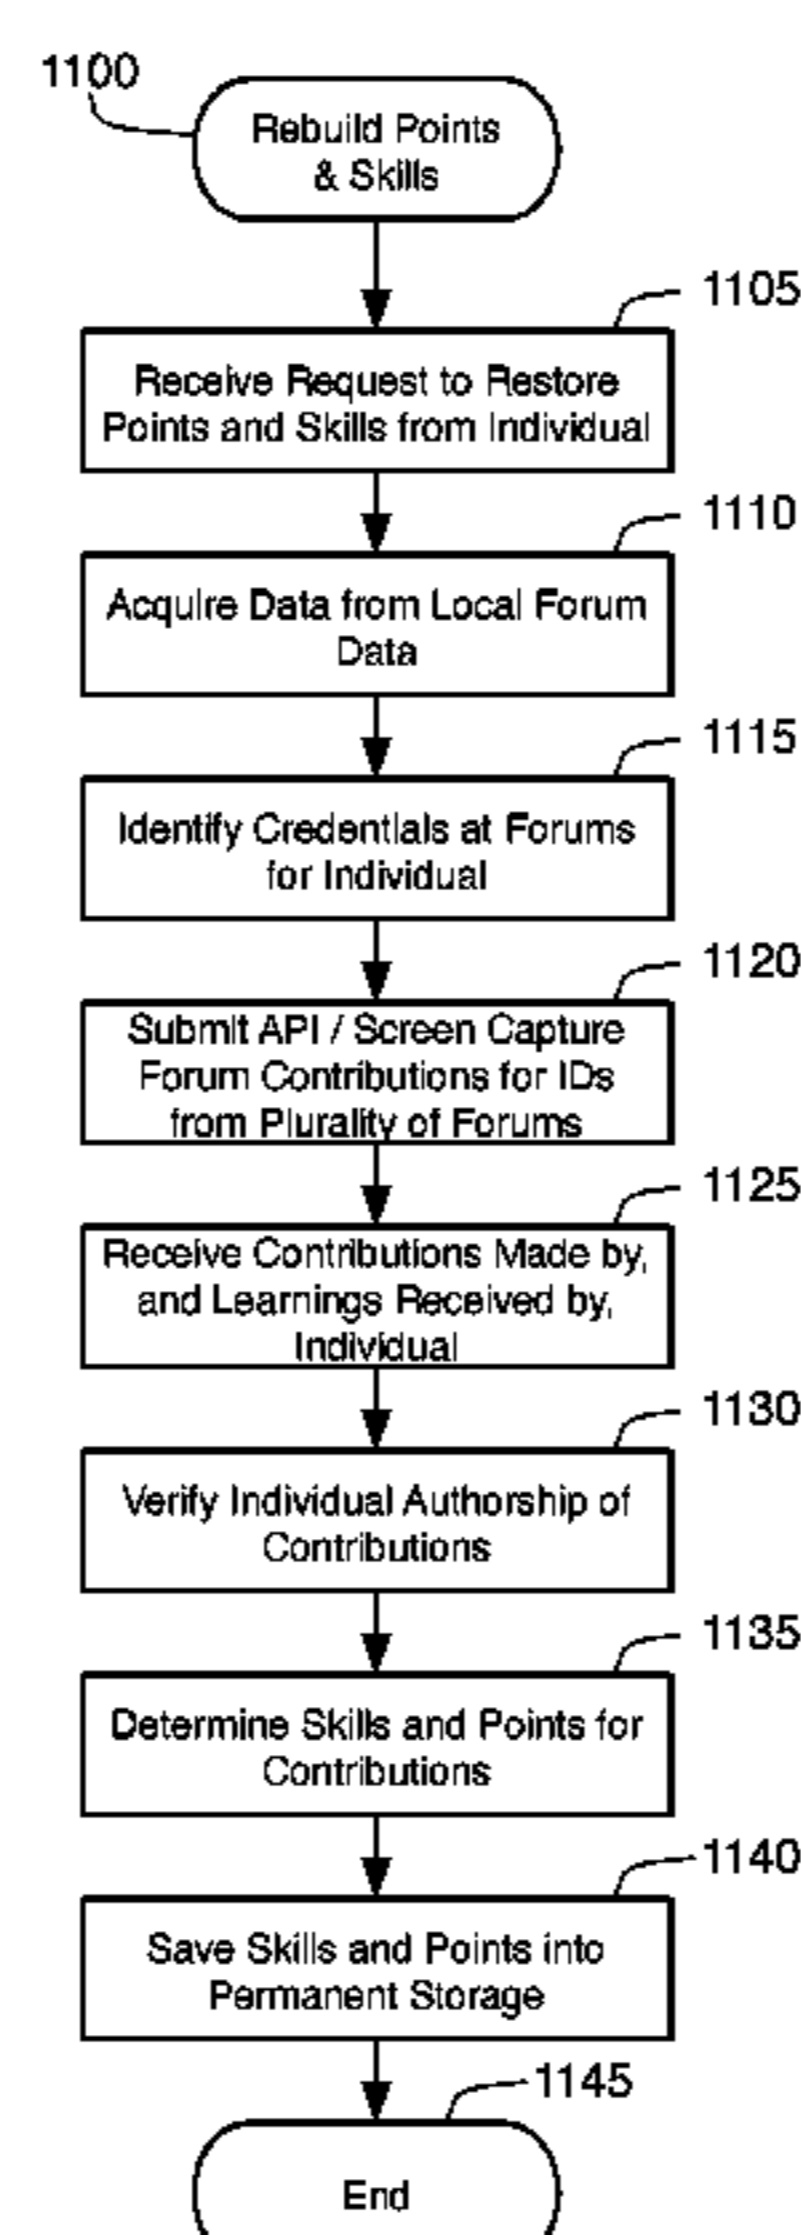 1100
Rebuild Points
& Skills
1105
Receive Request to Restore
Points and Skills from Individual
1110
Acquire Data from Local Forum
Data
1115
Identify Credentials at Forums
for Individual
1120
Submit API / Screen Capture
Forum Contributions for IDs
from Plurality of Forums
1125
Receive Contributions Made by,
and Learnings Received by,
Individual
1130
Verify Individual Authorship of
Contributions
1135
Determine Skills and Points for
Contributions
1140
Save Skills and Points into
Permanent Storage
1145
End